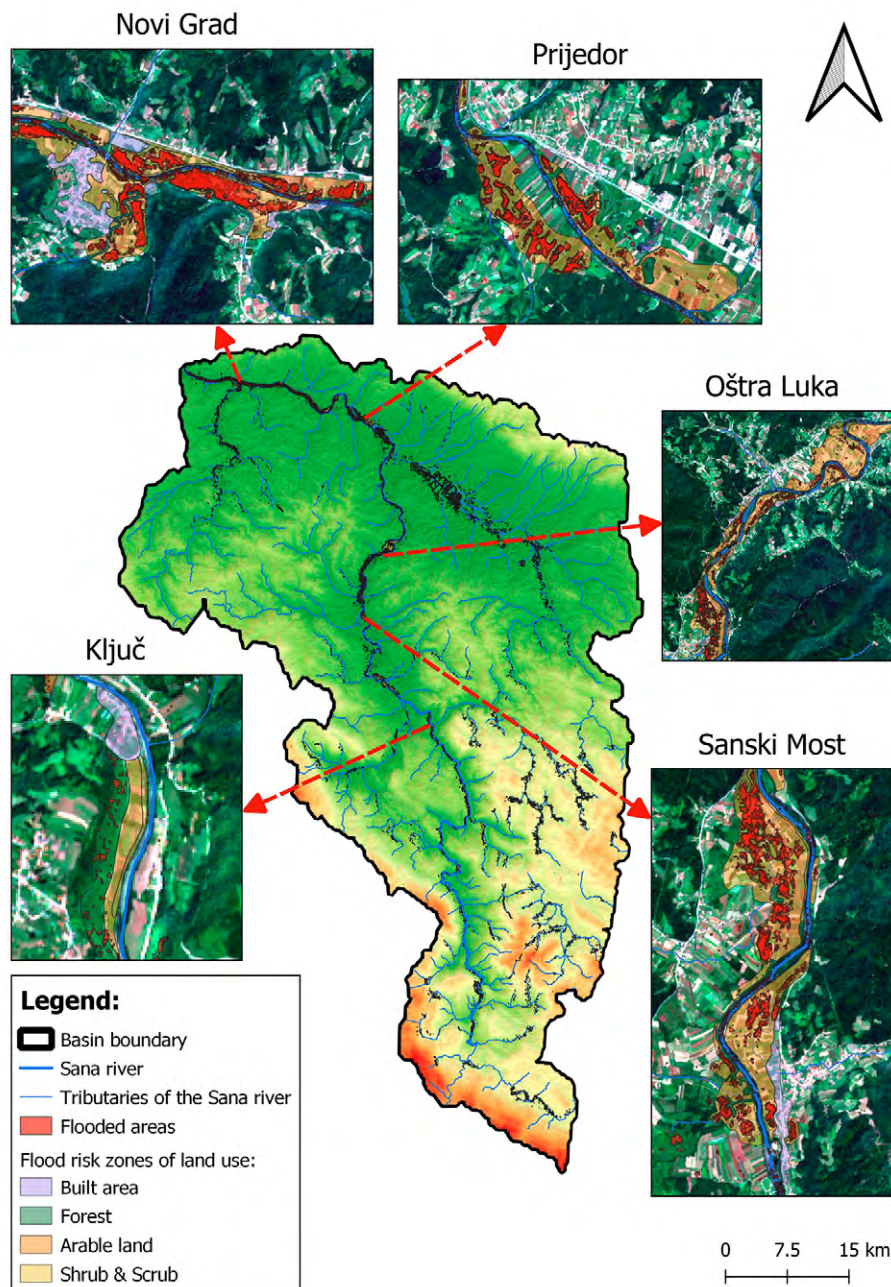 Novi Grad
Prijedor
Oštra Luka
Ključ
Sanski Most
Legend:
Basin boundary
Sana river
Tributaries of the Sana river
Flooded areas
Flood risk zones of land use:
Built area
Forest
Arable land
Shrub & Scrub
0 7.5 15 km